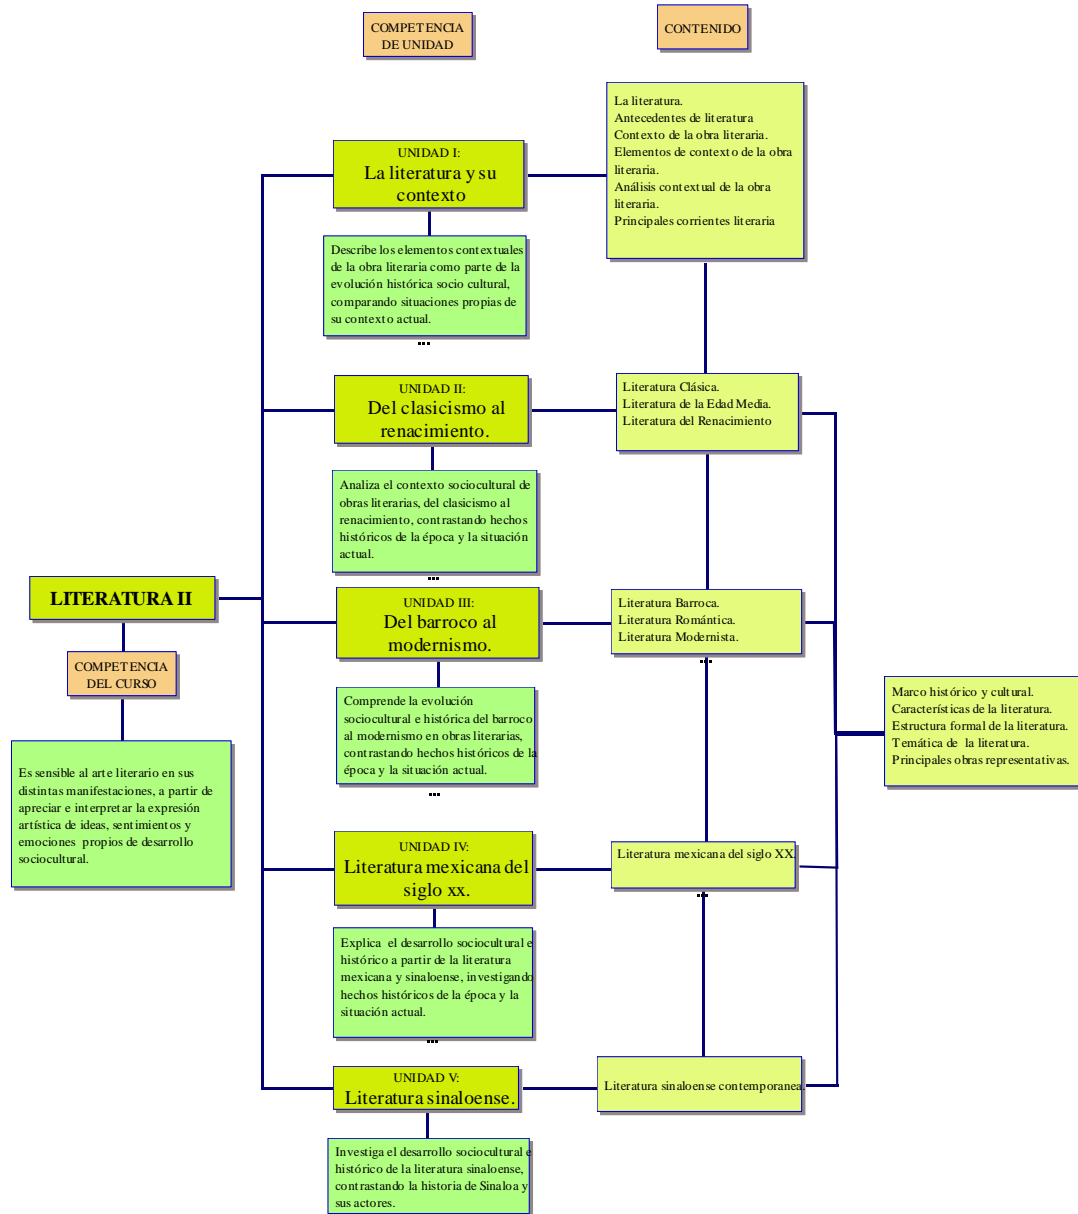 COMPETENCIA
DE UNIDAD
CONTENIDO
UNIDAD I:
La literatura y su
contexto
La literatura.
Antecedentes de literatura
Contexto de la obra literaria.
Elementos de contexto de la obra
literaria.
Análisis contextual de la obra
literaria.
Principales corrientes literaria
Describe los elementos contextuales
de la obra literaria como parte de la
evolución histórica socio cultural,
comparando situaciones propias de
su contexto actual.
...
UNIDAD II:
Del clasicismo al
renacimiento.
Literatura Clásica.
Literatura de la Edad Media.
Literatura del Renacimiento
Analiza el contexto sociocultural de
obras literarias, del clasicismo al
renacimiento, contrastando hechos
históricos de la época y la situación
actual.
...
LITERATURA II
COMPETENCIA
DEL CURSO
Es sensible al arte literario en sus
distintas manifestaciones, a partir de
apreciar e interpretar la expresión
artística de ideas, sentimientos y
emociones propios de desarrollo
sociocultural.
UNIDAD III:
Del barroco al
modernismo.
Literatura Barroca.
Literatura Romántica.
Literatura Modernista.
...
Comprende la evolución
sociocultural e histórica del barroco
al modernismo en obras literarias,
contrastando hechos históricos de la
época y la situación actual.
...
Marco histórico y cultural.
Características de la literatura.
Estructura formal de la literatura.
Temática de la literatura.
Principales obras representativas.
UNIDAD IV:
Literatura mexicana del
siglo xx.
Literatura mexicana del siglo XX.
...
Explica el desarrollo sociocultural e
histórico a partir de la literatura
mexicana y sinaloense, investigando
hechos históricos de la época y la
situación actual.
...
UNIDAD V:
Literatura sinaloense.
Literatura sinaloense contemporanea.
Investiga el desarrollo sociocultural e
histórico de la literatura sinaloense,
contrastando la historia de Sinaloa y
sus actores.